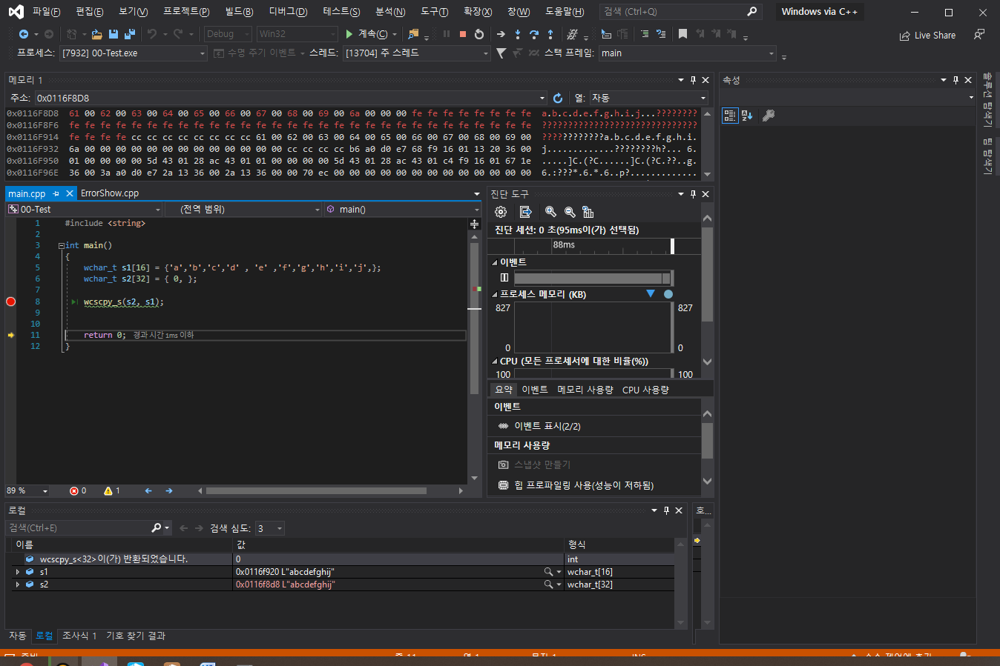 파일(F) 편집(E) 보기(V) 프로젝트(P) 빌드(B) 디버그(D) 테스트(S) 분석(N) 도구(T) 확장(X) 창(W) 도움말(H) 검색 (Ctrl+Q) Windows via C++
Debug Win32 계속(C) Live Share
프로세스: [7932] 00-Test.exe 수명 주기 이벤트 스레드: [13704] 주 스레드 스택 프레임: main
메모리 1
주소: 0x0116F8D8 열: 자동
0x0116F8D8 61 00 62 00 63 00 64 00 65 00 66 00 67 00 68 00 69 00 6a 00 00 00 fe fe fe fe fe fe fe fe a.b.c.d.e.f.g.h.i.j...????????
0x0116F8F6 fe fe fe fe fe fe fe fe fe fe fe fe fe fe fe fe fe fe fe fe fe fe fe fe fe fe fe fe fe fe ??????????????????????????????
0x0116F914 fe fe fe fe cc cc cc cc cc cc cc cc 61 00 62 00 63 00 64 00 65 00 66 00 67 00 68 00 69 00 ????????????a.b.c.d.e.f.g.h.i.
0x0116F932 6a 00 00 00 00 00 00 00 00 00 00 00 00 00 cc cc cc cc b6 a0 d0 e7 68 f9 16 01 13 20 36 00
0x0116F950 01 00 00 00 00 5d 43 01 28 ac 43 01 01 00 00 00 00 5d 43 01 28 ac 43 01 c4 f9 16 01 67 1e .....]C.(?C......]C.(?C.??..g.
0x0116F96E 36 00 3a a0 d0 e7 2a 13 36 00 2a 13 36 00 00 70 ec 00 00 00 00 00 00 00 00 00 00 00 00 00 6.:???*.6.*.6..p?.............
속성
솔루션 탐색기
팀 탐색기
main.cpp ErrorShow.cpp
00-Test (전역 범위) main()
1 #include <string>
2
3 int main()
4 {
5 wchar_t s1[16] = {'a','b','c','d' , 'e' ,'f','g','h','i','j',};
6 wchar_t s2[32] = { 0, };
7
8 wcscpy_s(s2, s1);
9
10
11 return 0; 경과 시간 1ms 이하
12 }
89 % 0 1
진단 도구
진단 세션: 0 초(95ms이(가) 선택됨)
88ms
이벤트
프로세스 메모리 (KB)
827 827
0 0
CPU (모든 프로세서에 대한 비율(%))
100 100
요약 이벤트 메모리 사용량 CPU 사용량
이벤트
이벤트 표시(2/2)
메모리 사용량
스냅샷 만들기
힙 프로파일링 사용(성능이 저하됨)
로컬
호...
검색(Ctrl+E) 검색 심도: 3
이름 값 형식
wcscpy_s<32>이(가) 반환되었습니다. 0 int
s1 0x0116f920 L"abcdefghij" wchar_t[16]
s2 0x0116f8d8 L"abcdefghij" wchar_t[32]
자동 로컬 조사식 1 기호 찾기 결과